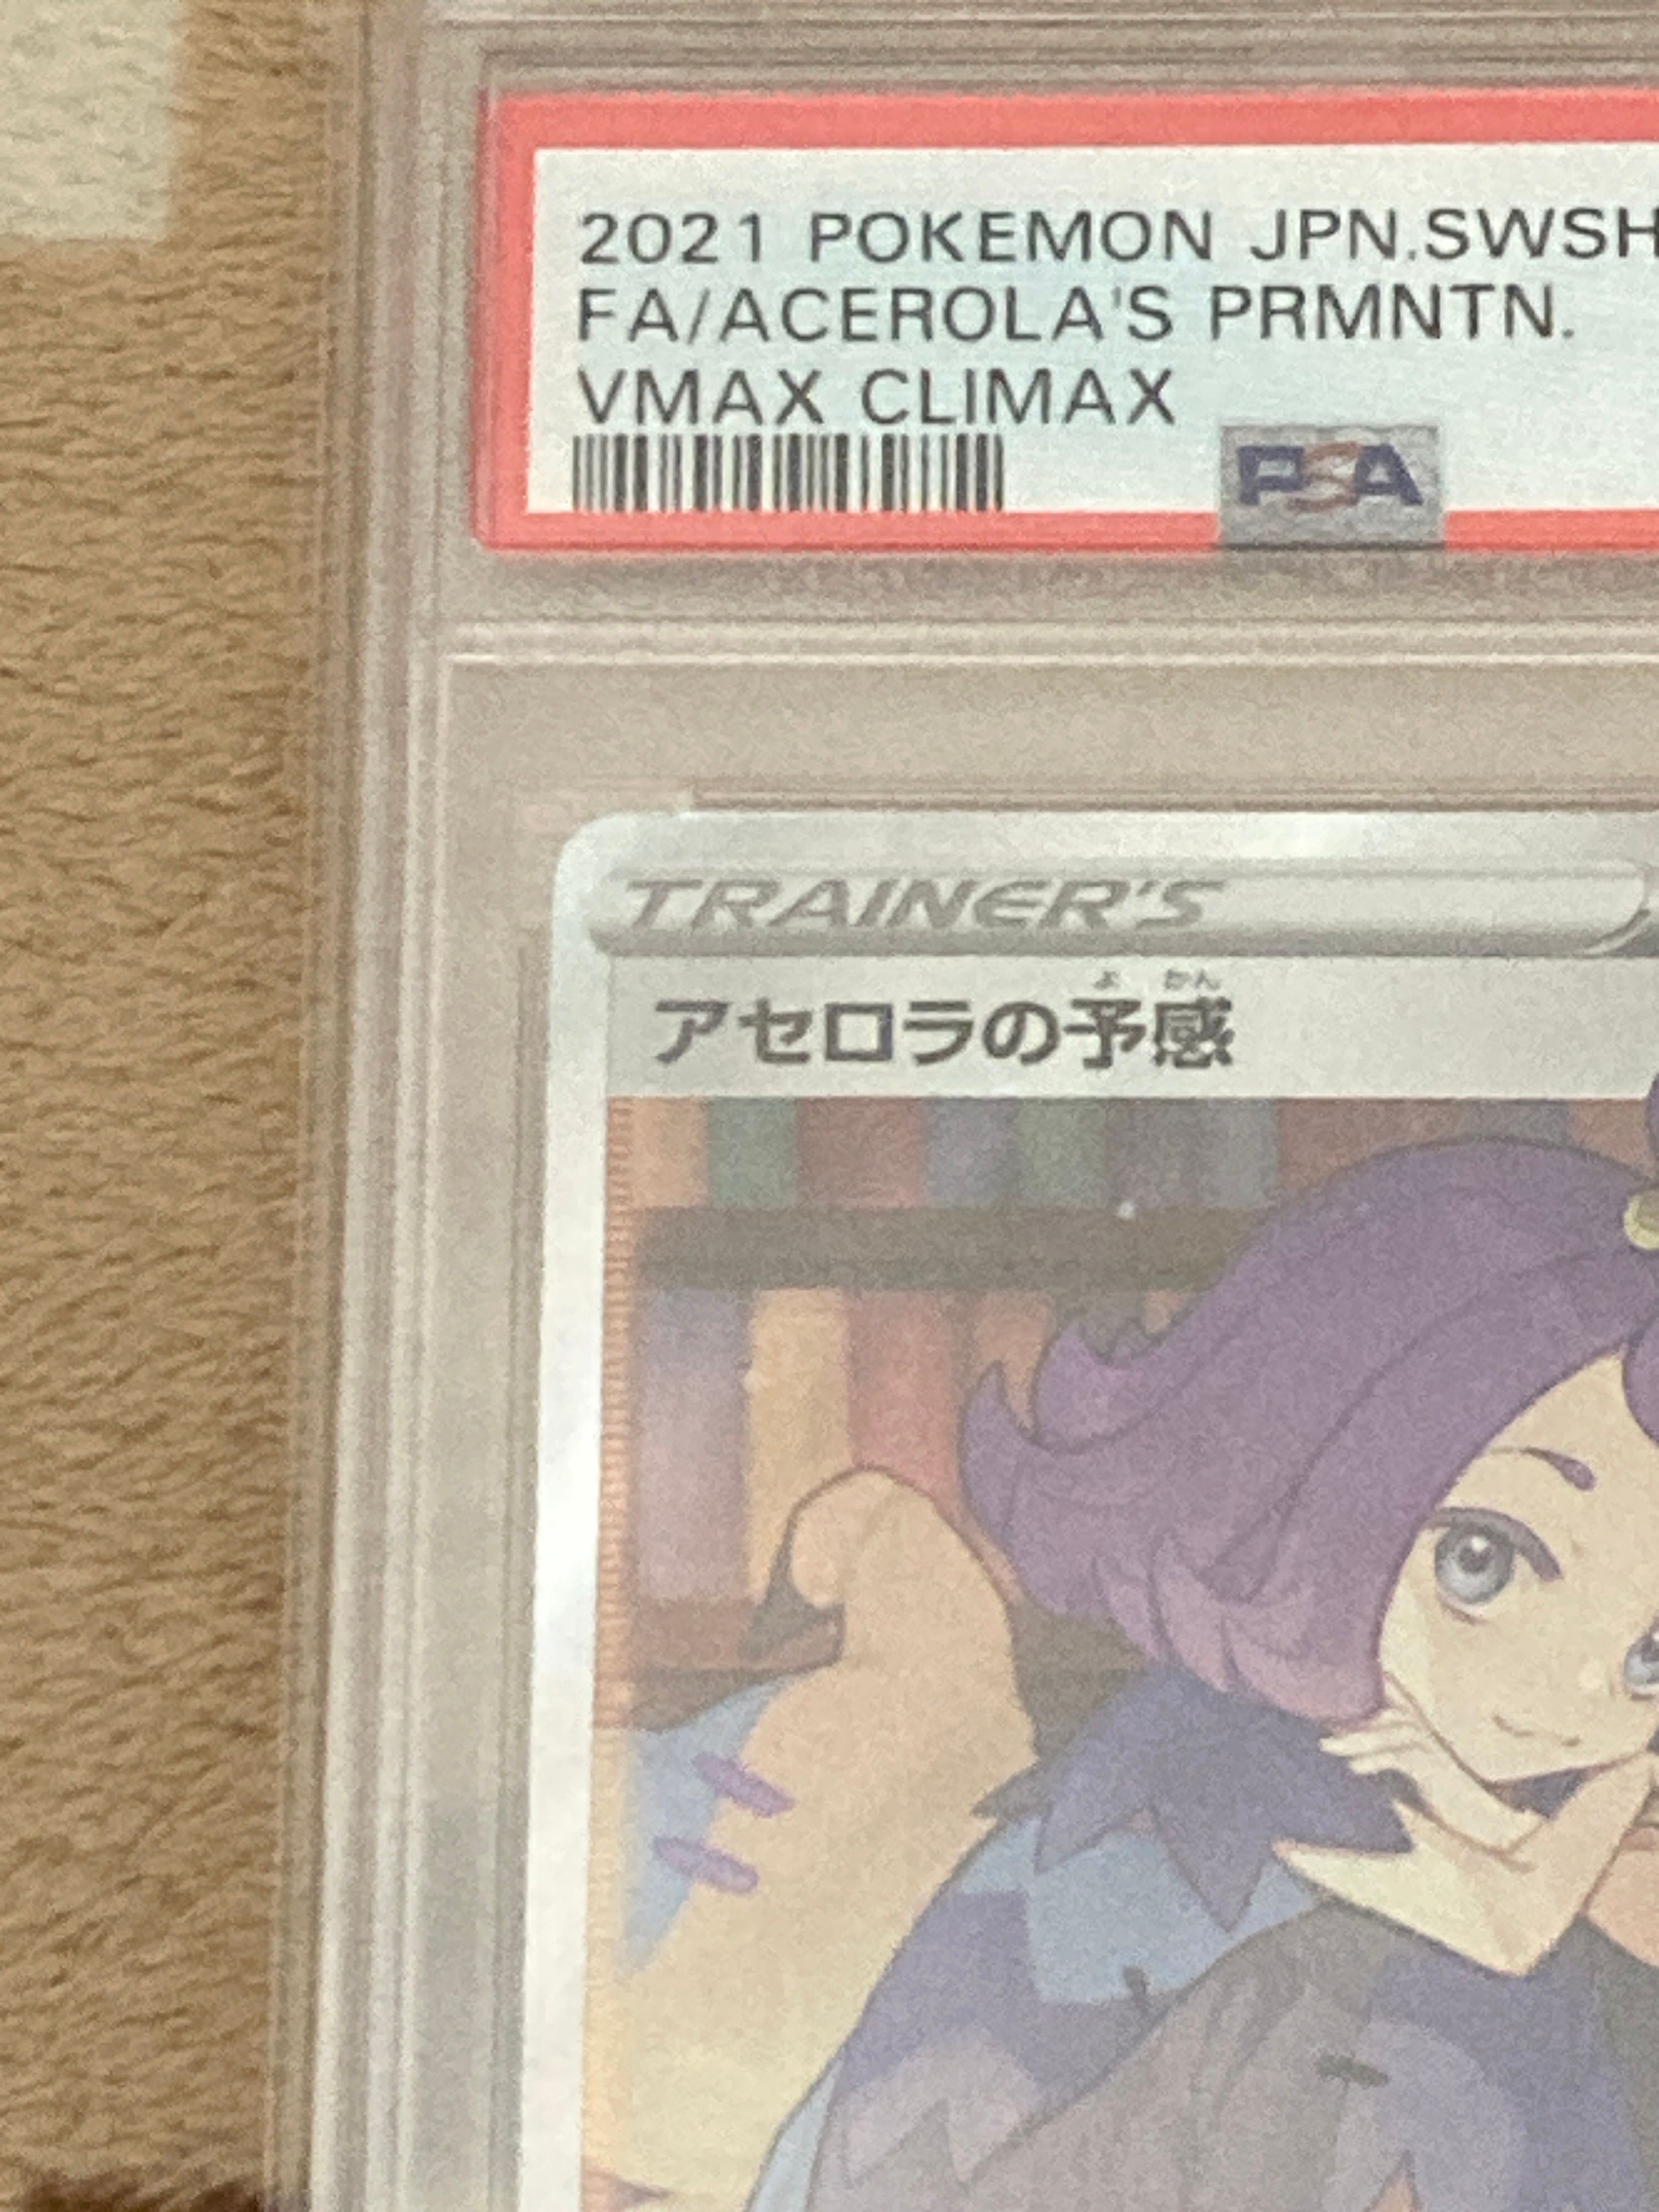 2021 POKEMON JPN.SWSH
FA/ACEROLA'S PRMNTN.
VMAX CLIMAX
PSA
TRAINER'S
よ かん
アセロラの予感